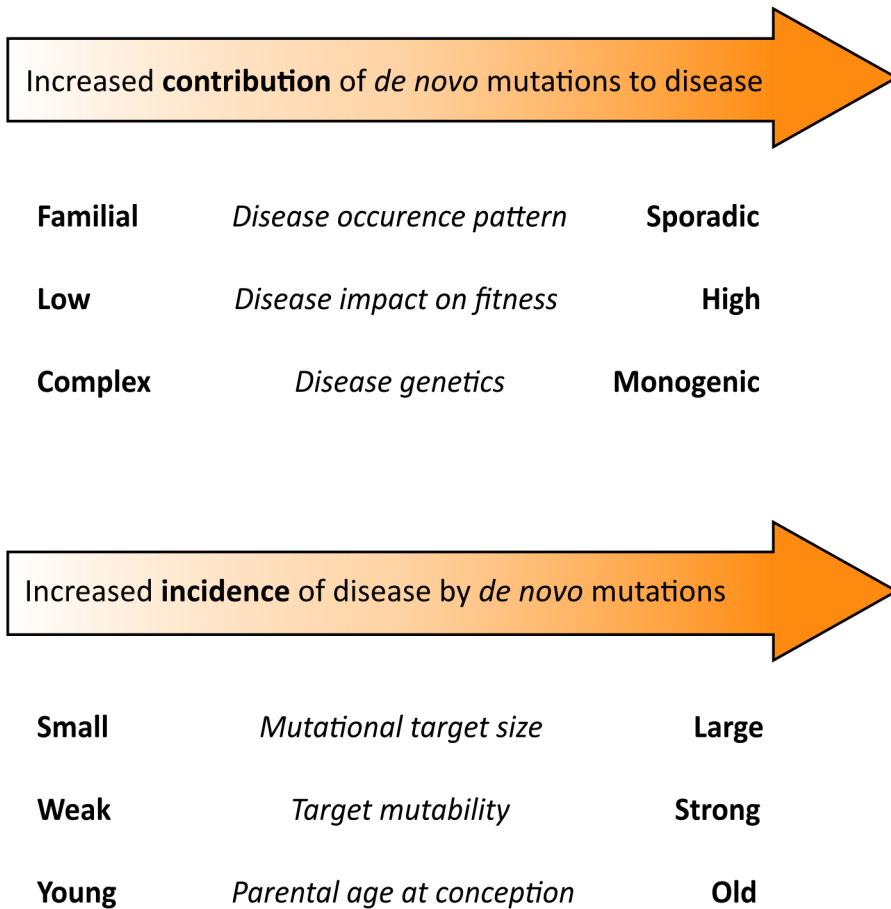 Increased contribution of de novo mutations to disease
Familial Disease occurence pattern Sporadic
Low Disease impact on fitness High
Complex Disease genetics Monogenic
Increased incidence of disease by de novo mutations
Small Mutational target size Large
Weak Target mutability Strong
Young Parental age at conception Old